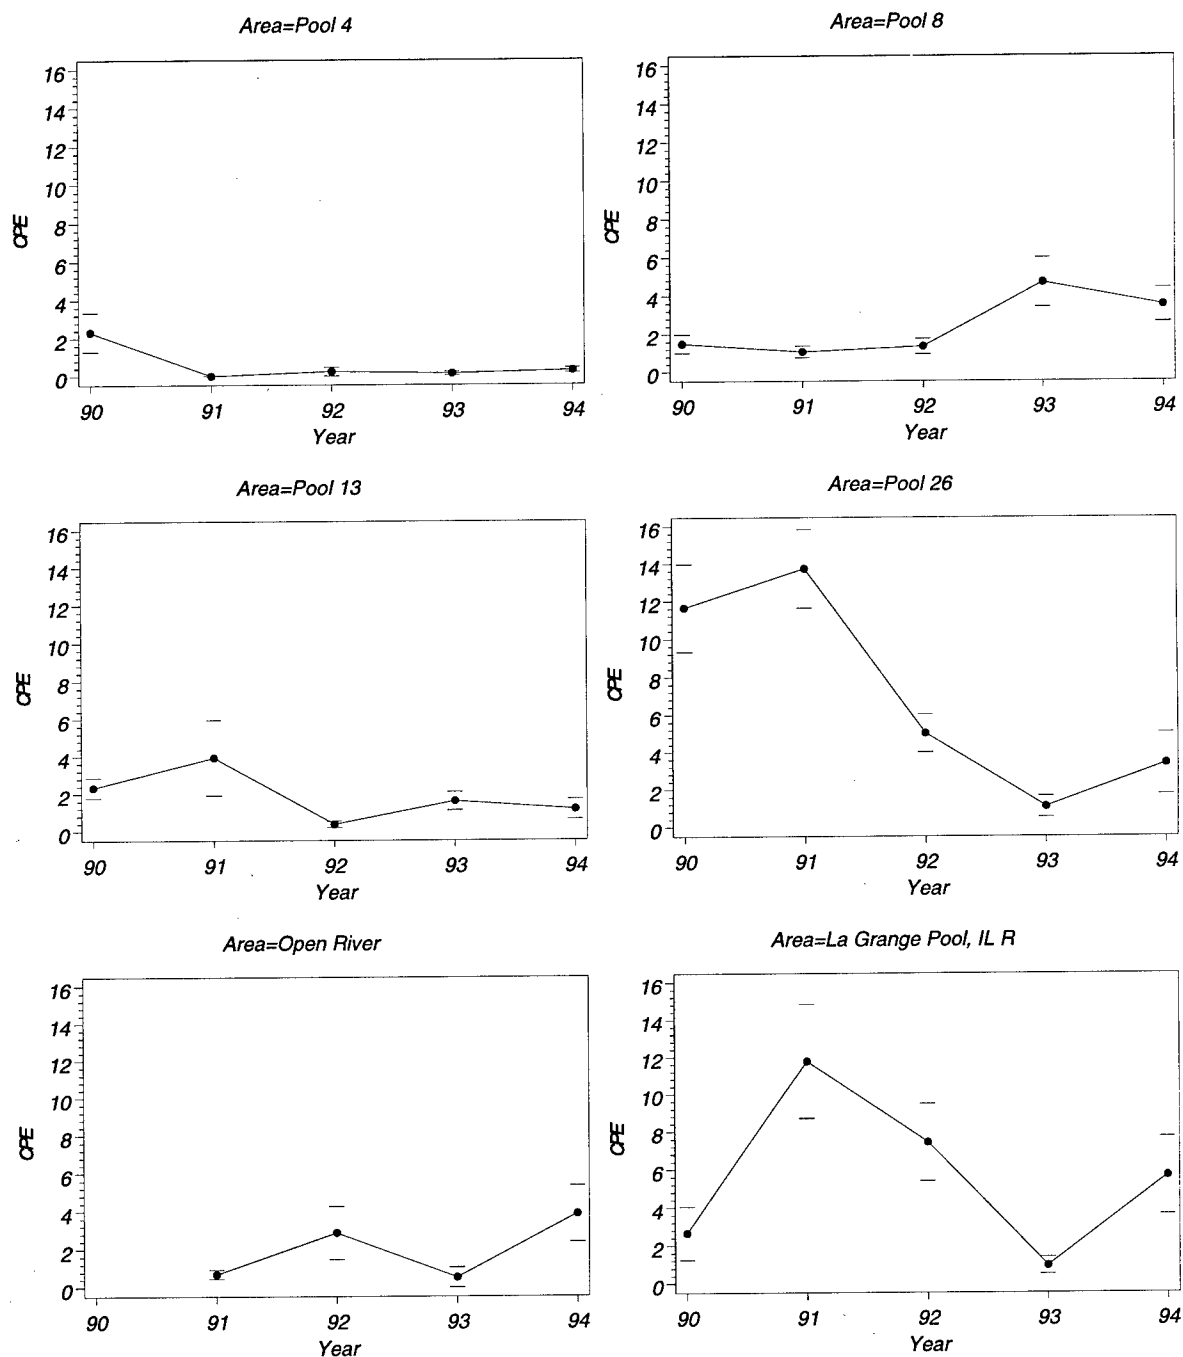 Area=Pool 4
16
14
12
10
8
6
4
2
0
CPE
90 91 92 93 94
Year
Area=Pool 8
16
14
12
10
8
6
4
2
0
CPE
90 91 92 93 94
Year
Area=Pool 13
16
14
12
10
8
6
4
2
0
CPE
90 91 92 93 94
Year
Area=Pool 26
16
14
12
10
8
6
4
2
0
CPE
90 91 92 93 94
Year
Area=Open River
16
14
12
10
8
6
4
2
0
CPE
90 91 92 93 94
Year
Area=La Grange Pool, IL R
16
14
12
10
8
6
4
2
0
CPE
90 91 92 93 94
Year